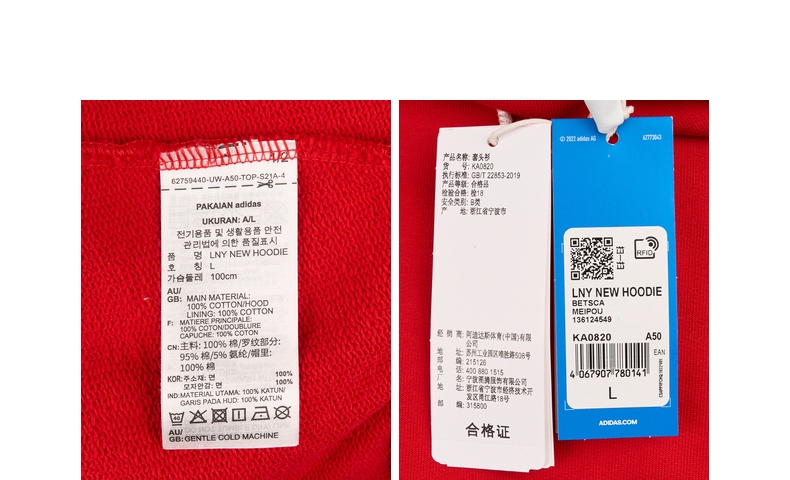 1/2
62759440-UW-A50-TOP-S21A-4
PAKAIAN adidas
UKURAN: A/L
전기용품 및 생활용품 안전
관리법에 의한 품질표시
품 명 LNY NEW HOODIE
호 칭 L
가슴둘레 100cm
AU/
GB: MAIN MATERIAL:
100% COTTON/HOOD
LINING: 100% COTTON
F: MATIERE PRINCIPALE:
100% COTON/DOUBLURE
CAPUCHE: 100% COTON
CN: 主料: 100% 棉/罗纹部分:
95% 棉/5% 氨纶/帽里:
100% 棉
KOR: 주소재: 면 100%
모자안감: 면 100%
IND: MATERIAL UTAMA: 100% KATUN/
GARIS PADA HUD: 100% KATUN
AU/
GB: GENTLE COLD MACHINE
产品名称: 套头衫
货 号: KA0820
执行标准: GB/T 22853-2019
产品等级: 合格品
检验合格: 检18
安全类别: B类
产 地: 浙江省宁波市
经 销 商: 阿迪达斯体育(中国)有限
公司
地 址: 苏州工业园区唯胜路508号
邮 编: 215126
电 话: 400 880 1515
厂 名: 宁波
服饰有限公司
地 址: 浙江省宁波市经济技术开
发区
路18号
邮 编: 315800
合格证
© 2022 adidas AG
62773043
RFID
LNY NEW HOODIE
BETSCA
MEIPOU
136124549
KA0820 A50
EAN
4 067907 780141
L
ADIDAS.COM